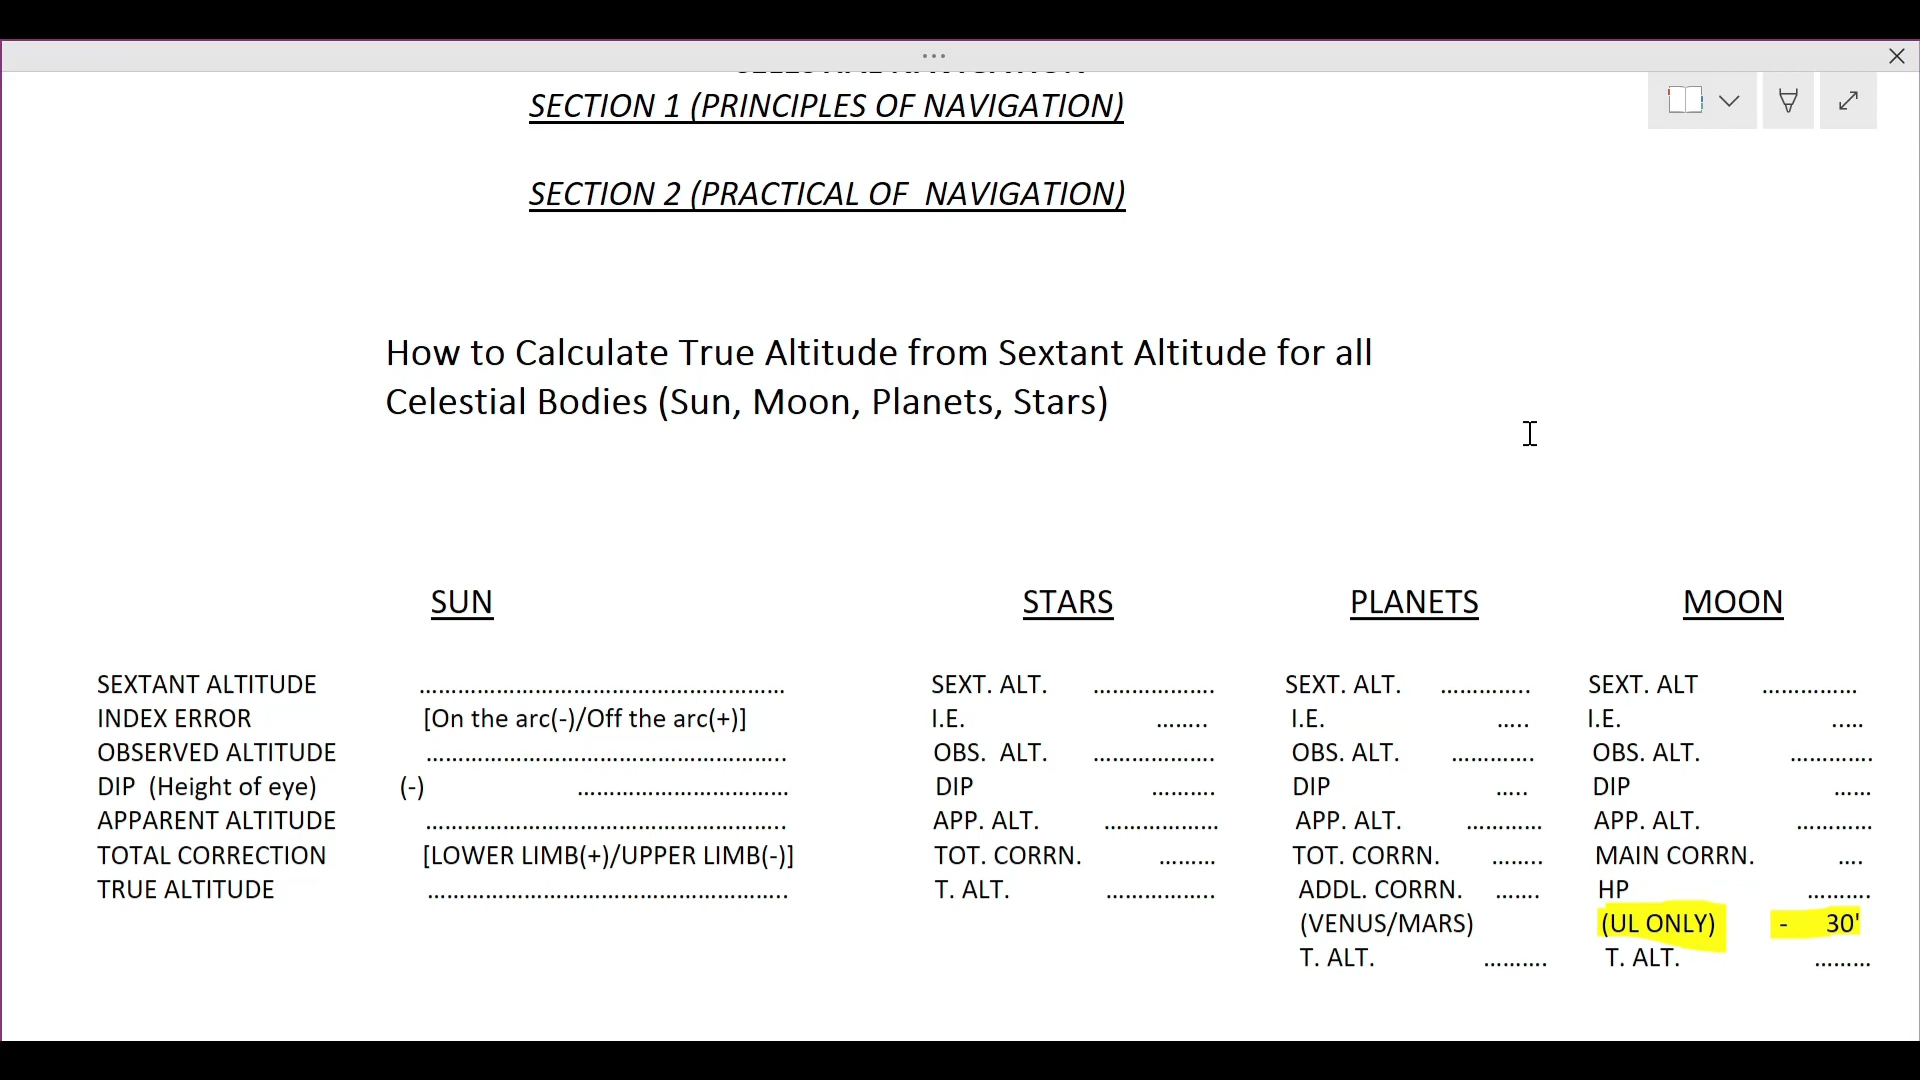 SECTION 1 (PRINCIPLES OF NAVIGATION)
SECTION 2 (PRACTICAL OF NAVIGATION)
How to Calculate True Altitude from Sextant Altitude for all
Celestial Bodies (Sun, Moon, Planets, Stars)
SUN
SEXTANT ALTITUDE ……………………………………………
INDEX ERROR [On the arc(-)/Off the arc(+)]
OBSERVED ALTITUDE …………………………………………..
DIP (Height of eye) (-) …………………………
APPARENT ALTITUDE …………………………………………..
TOTAL CORRECTION [LOWER LIMB(+)/UPPER LIMB(-)]
TRUE ALTITUDE …………………………………………..
STARS
SEXT. ALT. ……………….
I.E. ……..
OBS. ALT. ……………….
DIP ……….
APP. ALT. ………………
TOT. CORRN. ………
T. ALT. ……………..
PLANETS
SEXT. ALT. …………..
I.E. …..
OBS. ALT. ………….
DIP …..
APP. ALT. …………
TOT. CORRN. ……..
ADDL. CORRN. …….
(VENUS/MARS)
T. ALT. ……….
MOON
SEXT. ALT ……………
I.E. ..…
OBS. ALT. ………….
DIP ……
APP. ALT. …………
MAIN CORRN. ….
HP ……….
(UL ONLY) - 30'
T. ALT. ………